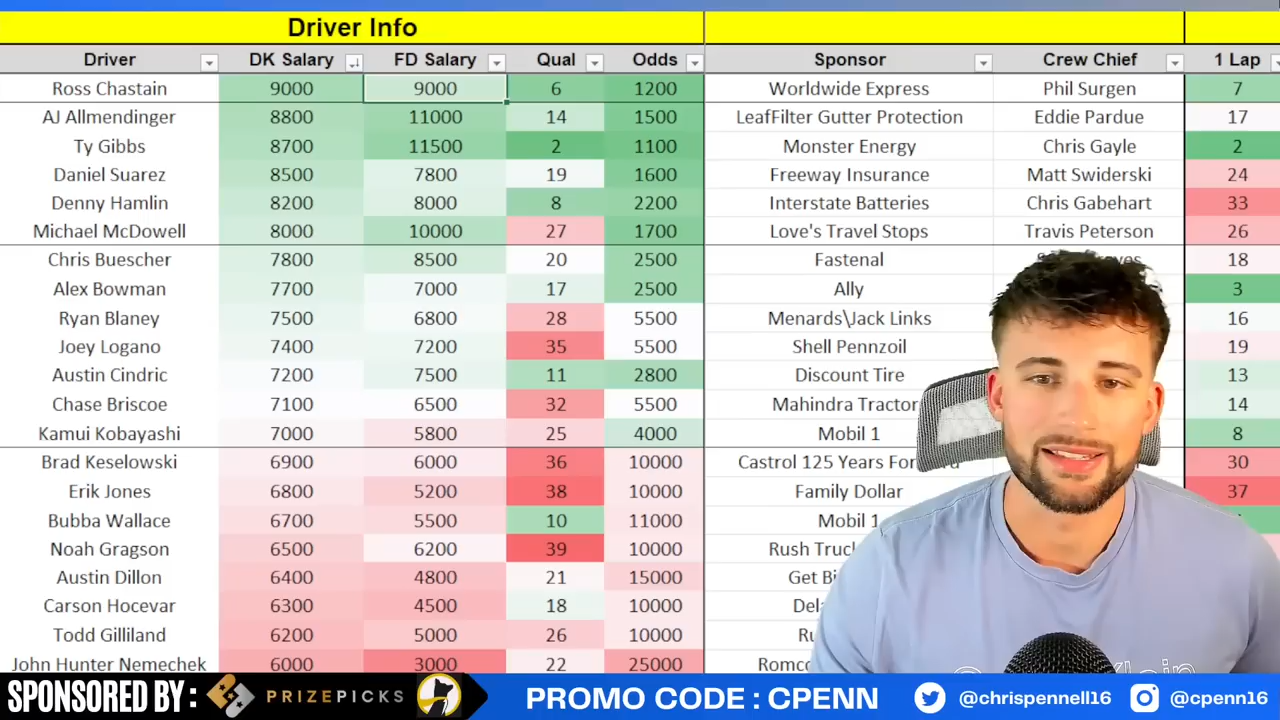 Driver Info
Driver DK Salary FD Salary Qual Odds Sponsor Crew Chief 1 Lap
Ross Chastain 9000 9000 6 1200 Worldwide Express Phil Surgen 7
AJ Allmendinger 8800 11000 14 1500 LeafFilter Gutter Protection Eddie Pardue 17
Ty Gibbs 8700 11500 2 1100 Monster Energy Chris Gayle 2
Daniel Suarez 8500 7800 19 1600 Freeway Insurance Matt Swiderski 24
Denny Hamlin 8200 8000 8 2200 Interstate Batteries Chris Gabehart 33
Michael McDowell 8000 10000 27 1700 Love's Travel Stops Travis Peterson 26
Chris Buescher 7800 8500 20 2500 Fastenal 18
Alex Bowman 7700 7000 17 2500 Ally 3
Ryan Blaney 7500 6800 28 5500 Menards\Jack Links 16
Joey Logano 7400 7200 35 5500 Shell Pennzoil 19
Austin Cindric 7200 7500 11 2800 Discount Tire 13
Chase Briscoe 7100 6500 32 5500 Mahindra Tractor 14
Kamui Kobayashi 7000 5800 25 4000 Mobil 1 8
Brad Keselowski 6900 6000 36 10000 Castrol 125 Years For d 30
Erik Jones 6800 5200 38 10000 Family Dollar 37
Bubba Wallace 6700 5500 10 11000 Mobil 1
Noah Gragson 6500 6200 39 10000 Rush Truc
Austin Dillon 6400 4800 21 15000 Get Bi
Carson Hocevar 6300 4500 18 10000 Dela
Todd Gilliland 6200 5000 26 10000 Ru
John Hunter Nemechek 6000 3000 22 25000 Romco
SPONSORED BY : PRIZEPICKS PROMO CODE : CPENN @chrispennell16 @cpenn16